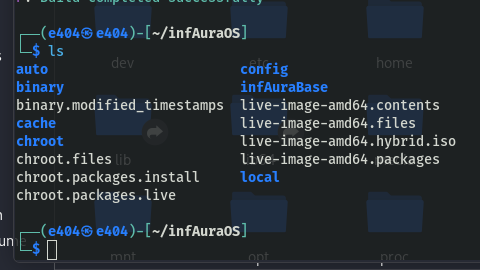 Build completed successfully
┌──(e404㉿e404)-[~/infAuraOS]
└─$ ls
auto config
binary infAuraBase
binary.modified_timestamps live-image-amd64.contents
cache live-image-amd64.files
chroot live-image-amd64.hybrid.iso
chroot.files live-image-amd64.packages
chroot.packages.install local
chroot.packages.live
┌──(e404㉿e404)-[~/infAuraOS]
└─$
dev etc home
lib
mnt opt proc
ume